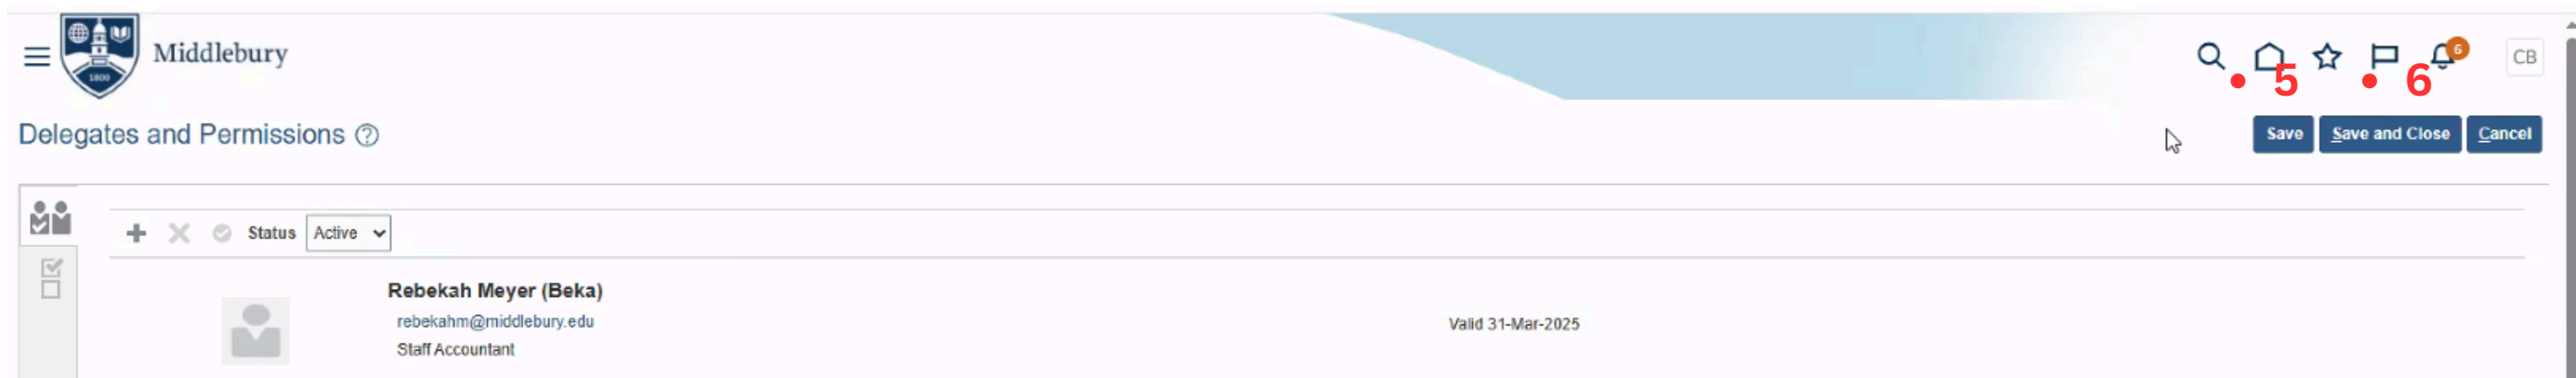 Middlebury
1800
6
CB
• 5 • 6
Delegates and Permissions ?
Save Save and Close Cancel
Status Active
Rebekah Meyer (Beka)
rebekahm@middlebury.edu
Valid 31-Mar-2025
Staff Accountant